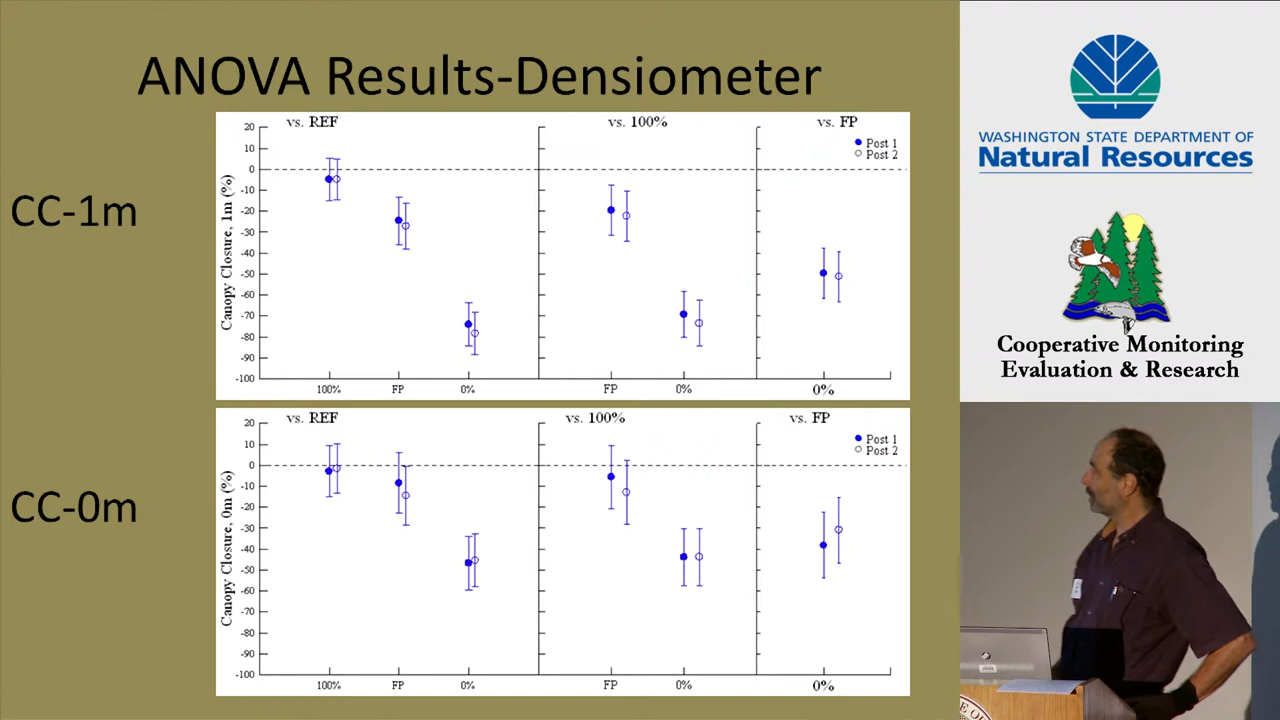 ANOVA Results-Densiometer
CC-1m
vs. REF
vs. 100%
vs. FP
Post 1
Post 2
Canopy Closure, 1m (%)
20
10
0
-10
-20
-30
-40
-50
-60
-70
-80
-90
-100
100%
FP
0%
FP
0%
0%
CC-0m
vs. REF
vs. 100%
vs. FP
Post 1
Post 2
Canopy Closure, 0m (%)
20
10
0
-10
-20
-30
-40
-50
-60
-70
-80
-90
-100
100%
FP
0%
FP
0%
0%
WASHINGTON STATE DEPARTMENT OF
Natural Resources
Cooperative Monitoring
Evaluation & Research